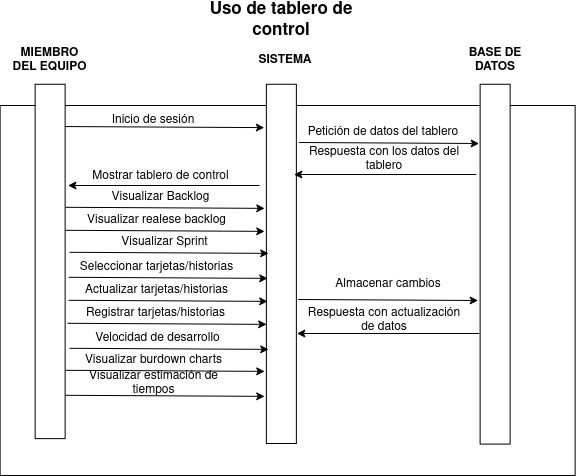 Uso de tablero de
control
MIEMBRO
DEL EQUIPO
SISTEMA
BASE DE
DATOS
Inicio de sesión
Petición de datos del tablero
Respuesta con los datos del
tablero
Mostrar tablero de control
Visualizar Backlog
Visualizar realese backlog
Visualizar Sprint
Seleccionar tarjetas/historias
Actualizar tarjetas/historias
Almacenar cambios
Registrar tarjetas/historias
Respuesta con actualización
de datos
Velocidad de desarrollo
Visualizar burdown charts
Visualizar estimación de
tiempos